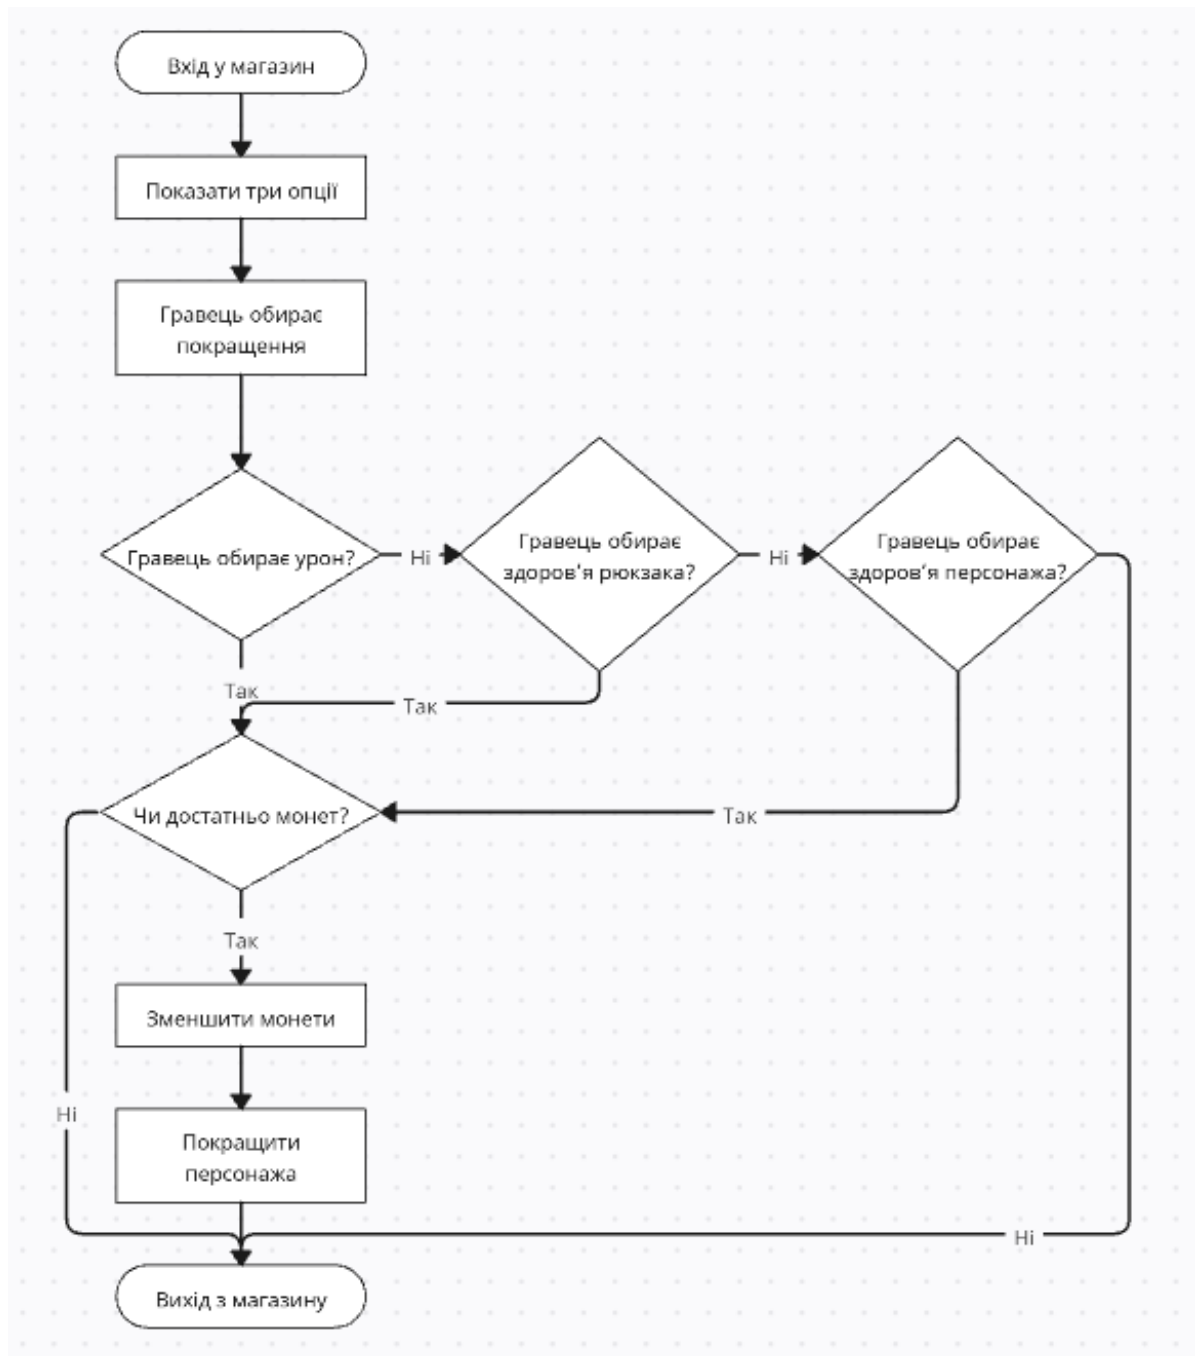 Вхід у магазин
Показати три опції
Гравець обирає
покращення
Гравець обирає урон?
Ні
Гравець обирає
здоров'я рюкзака?
Ні
Гравець обирає
здоров'я персонажа?
Так
Так
Чи достатньо монет?
Так
Так
Зменшити монети
Ні
Покращити
персонажа
Ні
Вихід з магазину